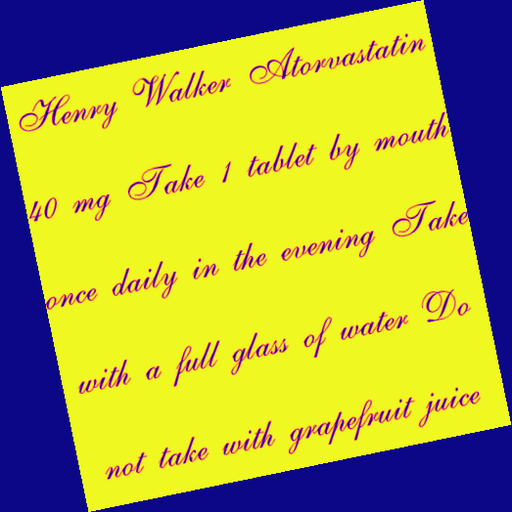 Henry Walker Atorvastatin
40 mg Take 1 tablet by mouth
once daily in the evening Take
with a full glass of water Do
not take with grapefruit juice